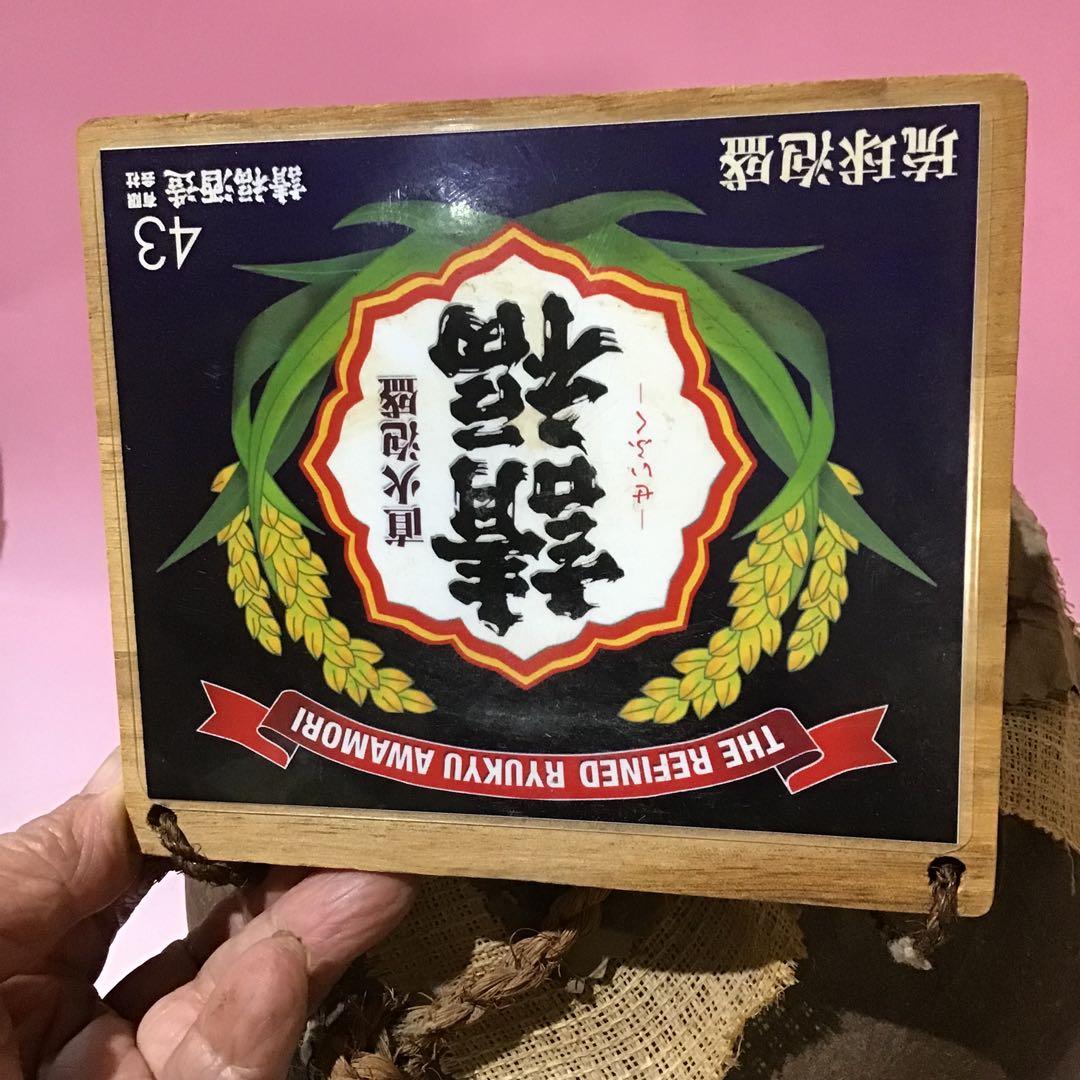 THE REFINED RYUKYU AWAMORI
—せいふく—
請福
直火泡盛
琉球泡盛
43
有限会社
請福酒造